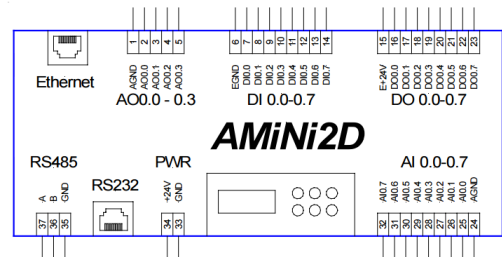 1 2 3 4 5
6 7 8 9 10 11 12 13 14
15 16 17 18 19 20 21 22 23
Ethernet
AGND AO0.0 AO0.1 AO0.2 AO0.3
EGND DI0.0 DI0.1 DI0.2 DI0.3 DI0.4 DI0.5 DI0.6 DI0.7
E+24V DO0.0 DO0.1 DO0.2 DO0.3 DO0.4 DO0.5 DO0.6 DO0.7
AO0.0 - 0.3
DI 0.0-0.7
DO 0.0-0.7
AMiNi2D
RS485
PWR
AI 0.0-0.7
RS232
A B GND
+24V GND
AI0.7 AI0.6 AI0.5 AI0.4 AI0.3 AI0.2 AI0.1 AI0.0 AGND
37 36 35
34 33
32 31 30 29 28 27 26 25 24